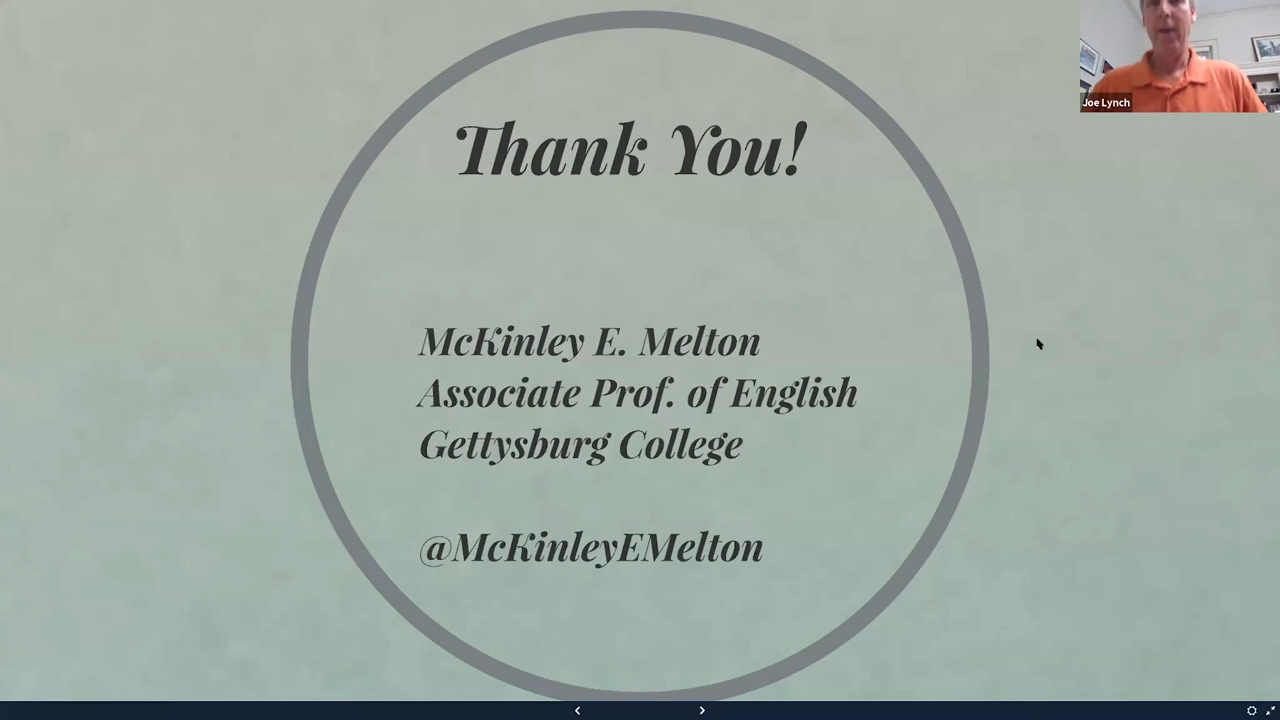 Thank You!
Joe Lynch
McKinley E. Melton
Associate Prof. of English
Gettysburg College
@McKinleyEMelton